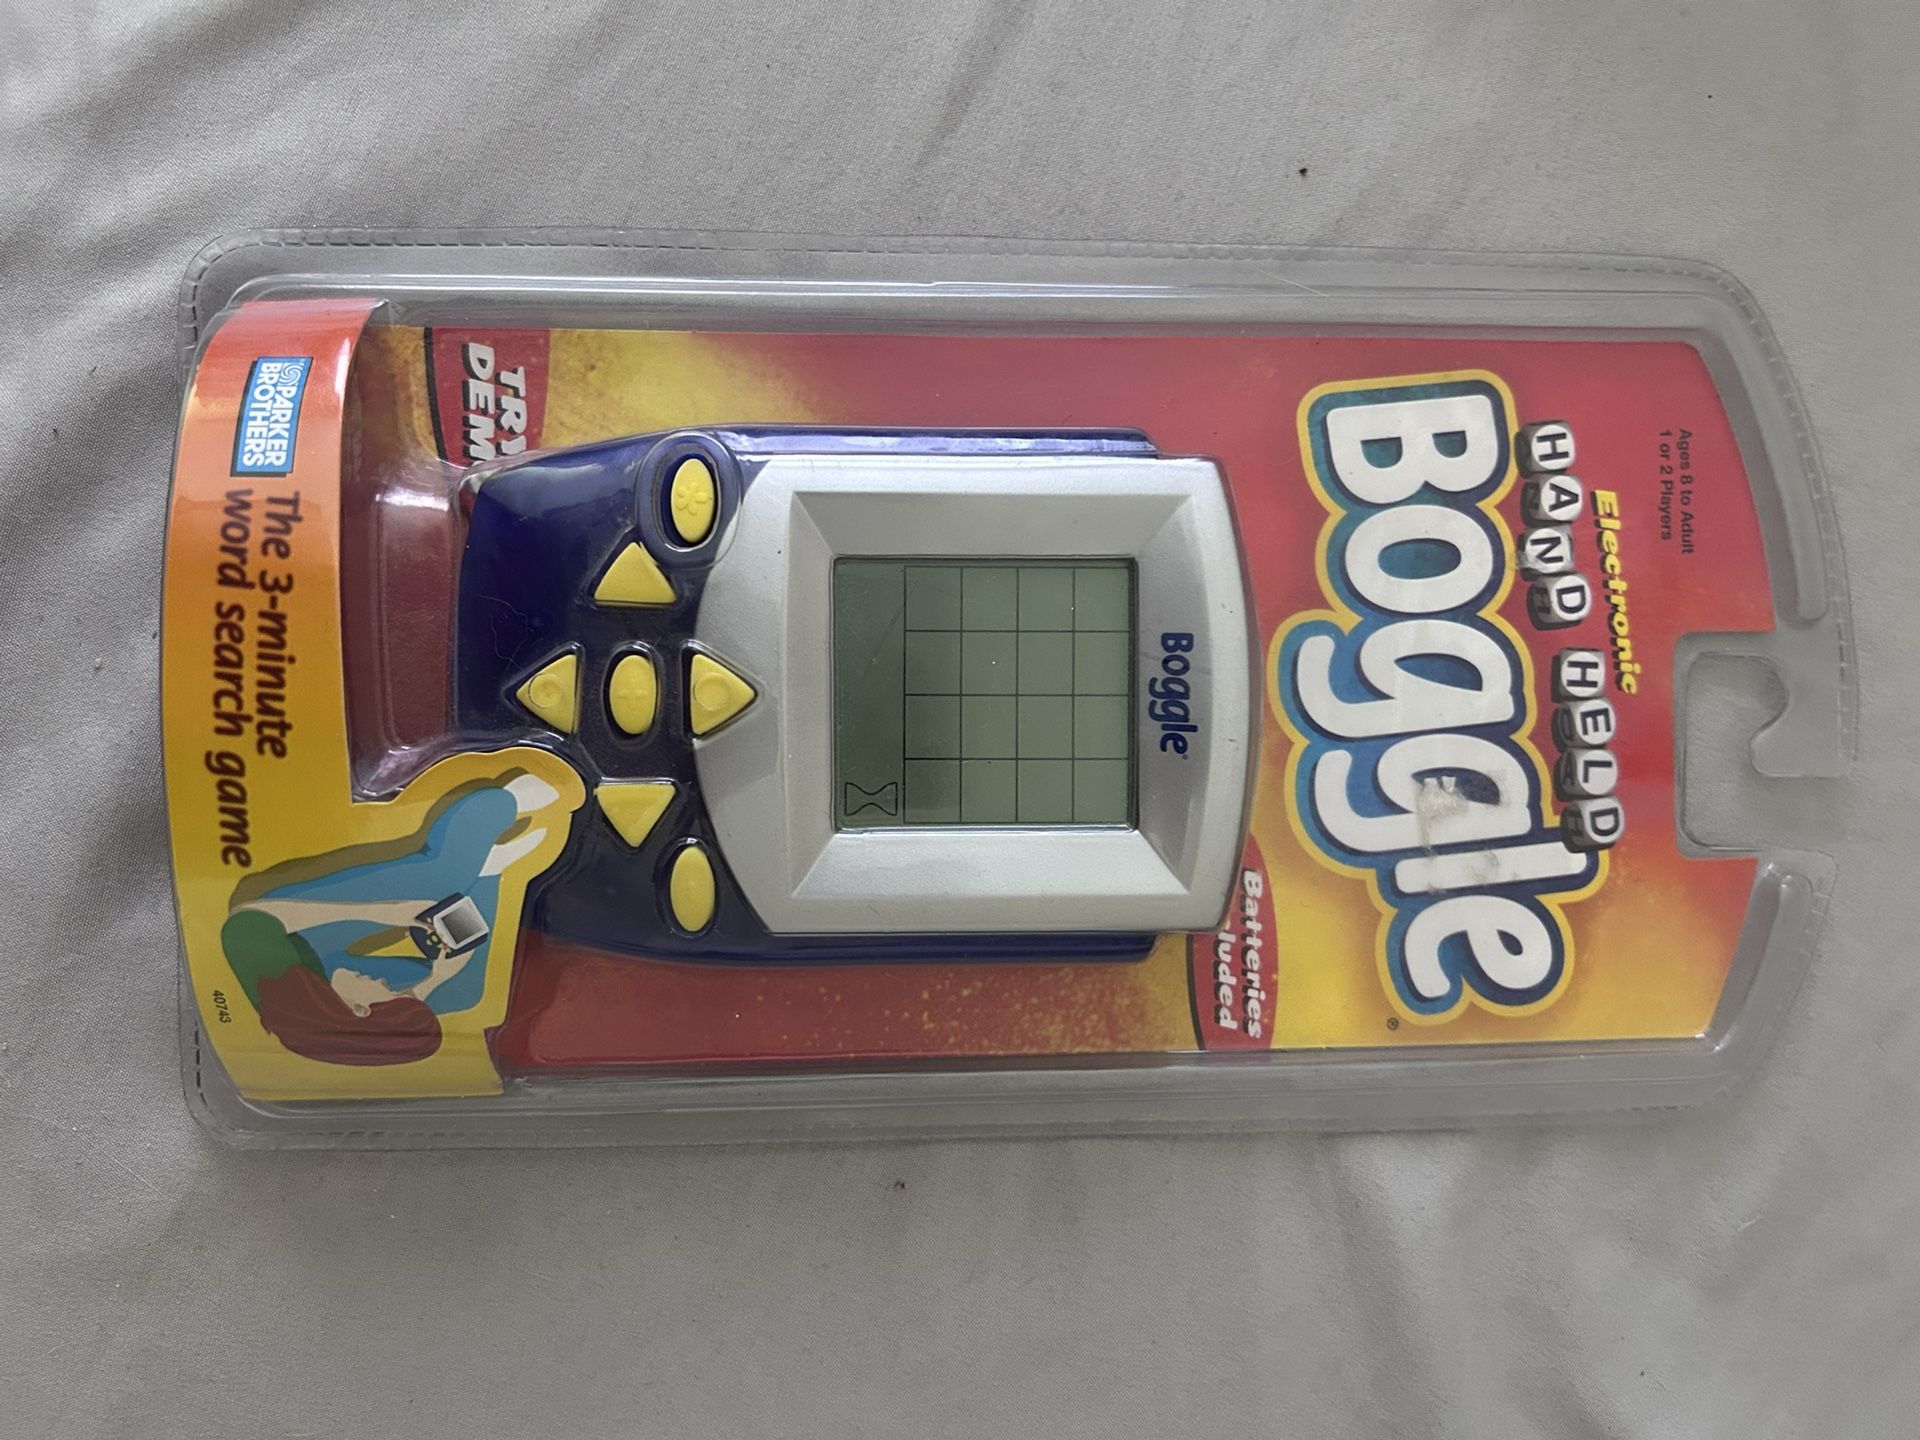 Ages 8 to Adult
1 or 2 Players
Electronic
HAND HELD
Boggle®
Batteries
Boggle®
TRY
PARKER
BROTHERS
The 3-minute
word search game
40743